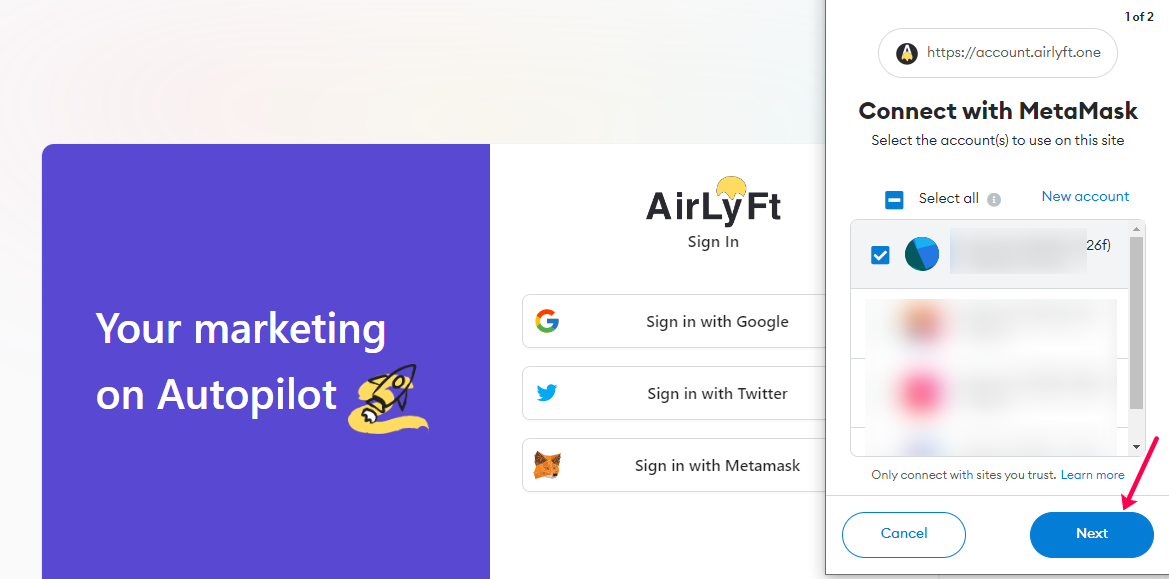 Your marketing
on Autopilot
AirLyFt
Sign In
Sign in with Google
Sign in with Twitter
Sign in with Metamask
1 of 2
https://account.airlyft.one
Connect with MetaMask
Select the account(s) to use on this site
Select all
New account
26f)
Only connect with sites you trust. Learn more
Cancel
Next